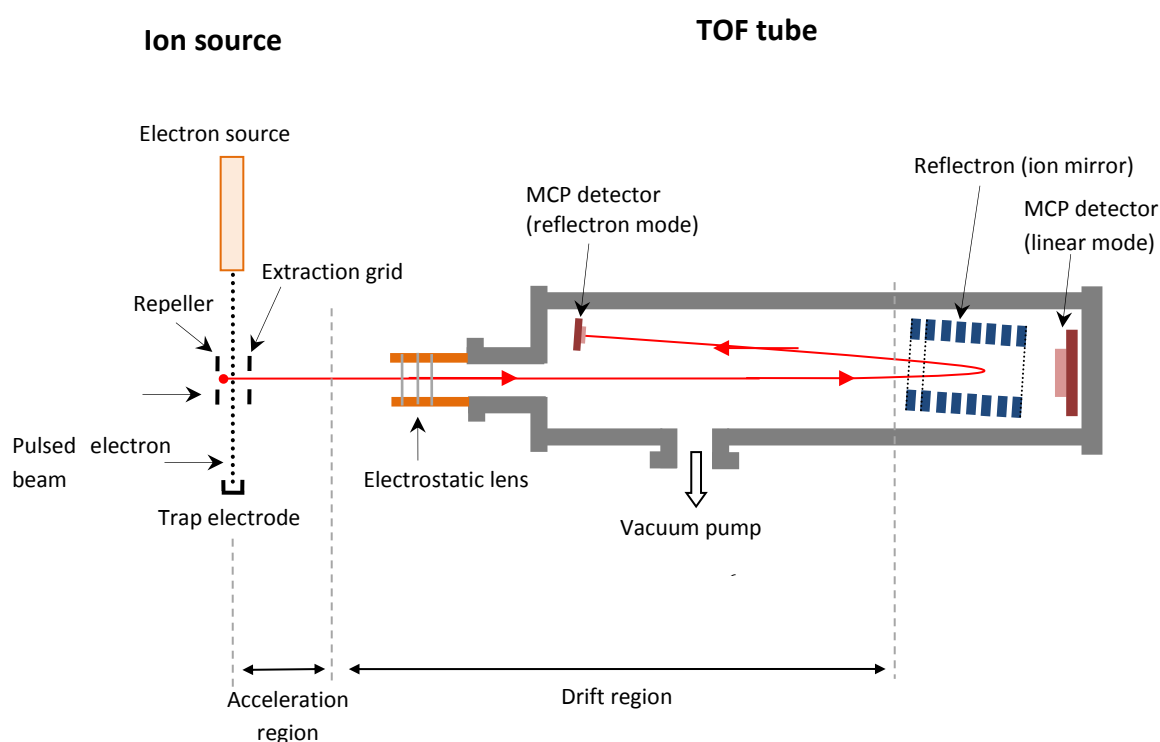 Ion source
TOF tube
Electron source
Reflectron (ion mirror)
MCP detector
(reflectron mode)
MCP detector
(linear mode)
Extraction grid
Repeller
Pulsed electron
beam
Electrostatic lens
Trap electrode
Vacuum pump
Acceleration
region
Drift region